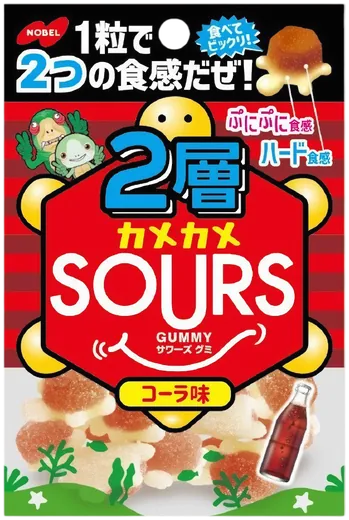 NOBEL
1粒で
2つの食感だぜ!
食べて
ビックリ!
ぷにぷに食感
ハード食感
2層
カメカメ
SOURS
GUMMY
サワーズ グミ
コーラ味